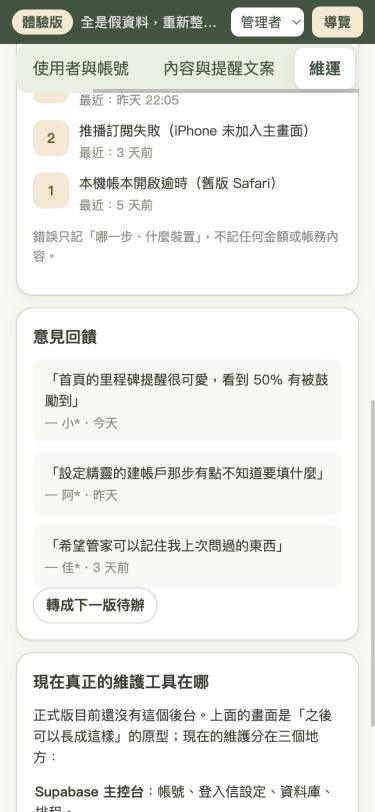 體驗版 全是假資料，重新整… 管理者 導覽
使用者與帳號 內容與提醒文案 維運
最近：昨天 22:05
2 推播訂閱失敗（iPhone 未加入主畫面）
最近：3 天前
1 本機帳本開啟逾時（舊版 Safari）
最近：5 天前
錯誤只記「哪一步、什麼裝置」，不記任何金額或帳務內
容。
意見回饋
「首頁的里程碑提醒很可愛，看到 50% 有被鼓
勵到」
— 小* · 今天
「設定精靈的建帳戶那步有點不知道要填什麼」
— 阿* · 昨天
「希望管家可以記住我上次問過的東西」
— 佳* · 3 天前
轉成下一版待辦
現在真正的維護工具在哪
正式版目前還沒有這個後台。上面的畫面是「之後
可以長成這樣」的原型；現在的維護分在三個地
方：
Supabase 主控台：帳號、登入信設定、資料庫、